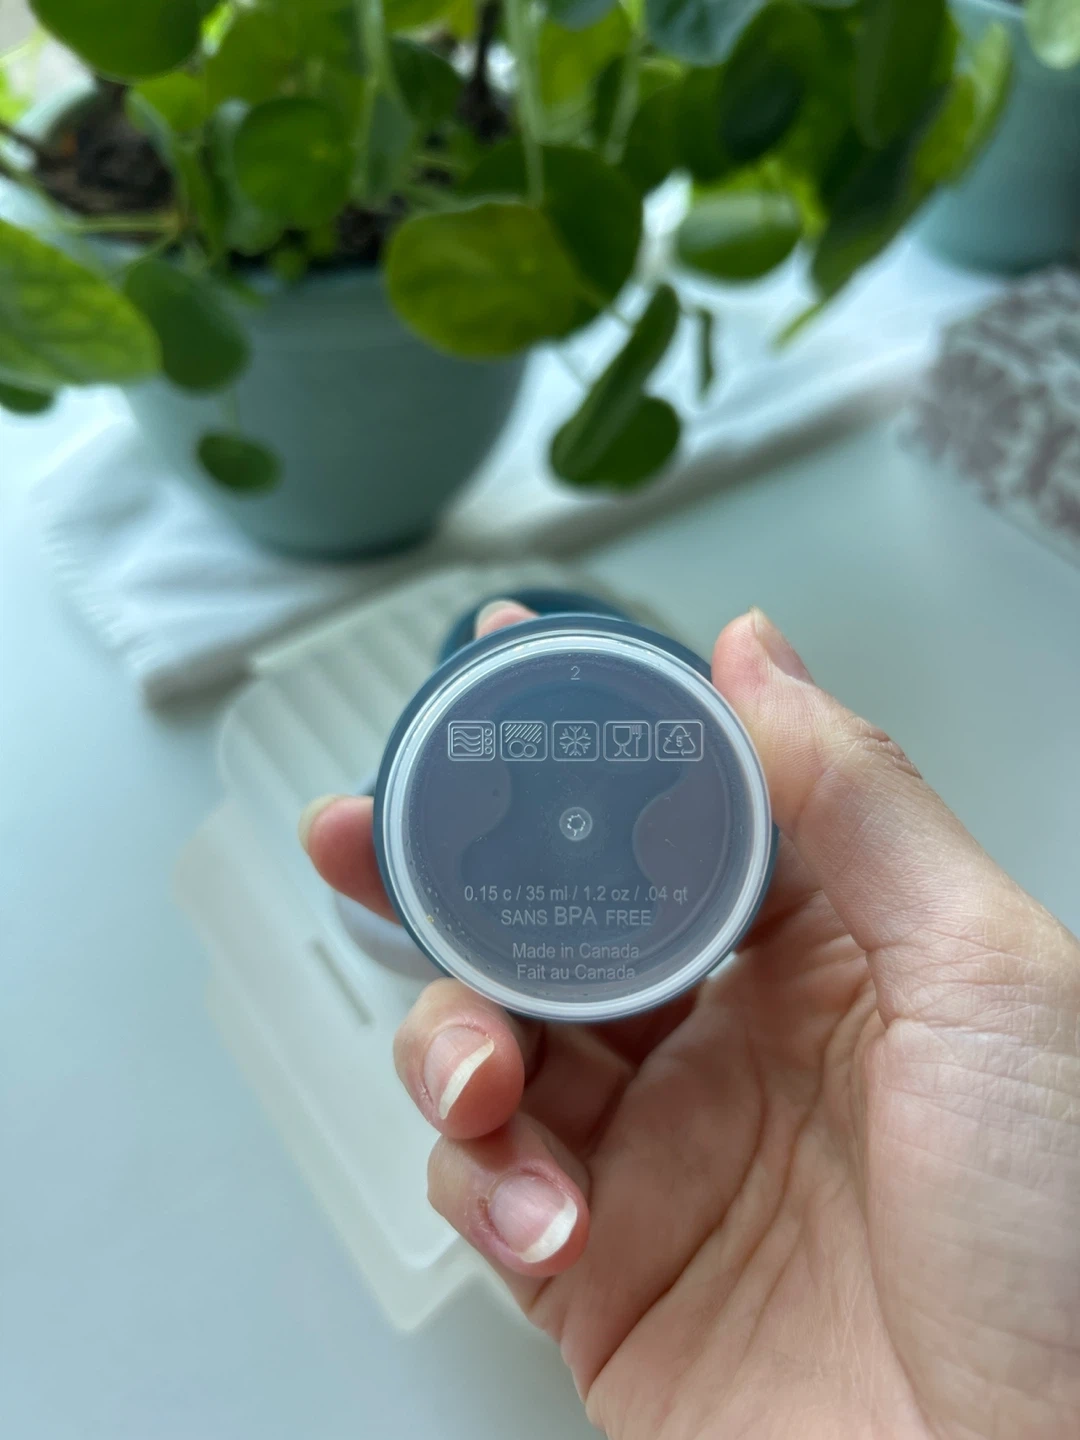 2
5
0.15 c / 35 ml / 1.2 oz / .04 qt
SANS BPA FREE
Made in Canada
Fait au Canada